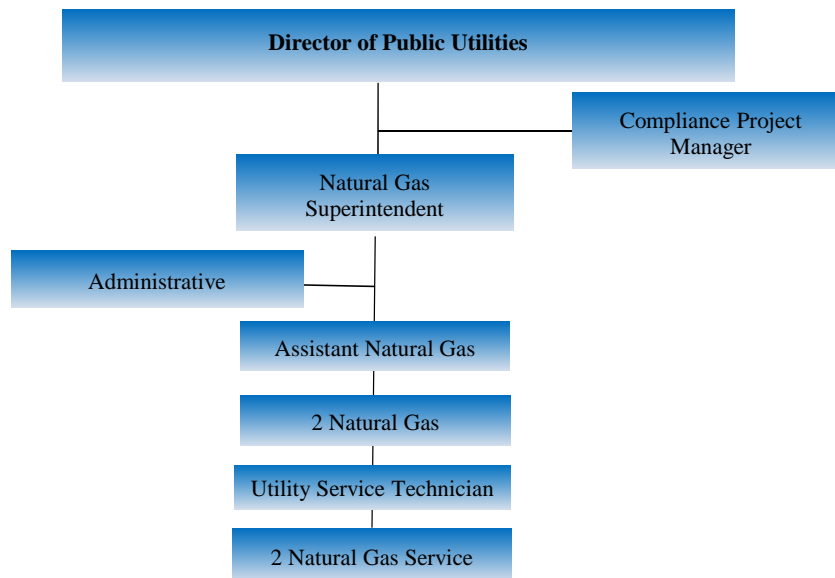 Director of Public Utilities
Compliance Project
Manager
Natural Gas
Superintendent
Administrative
Assistant Natural Gas
2 Natural Gas
Utility Service Technician
2 Natural Gas Service